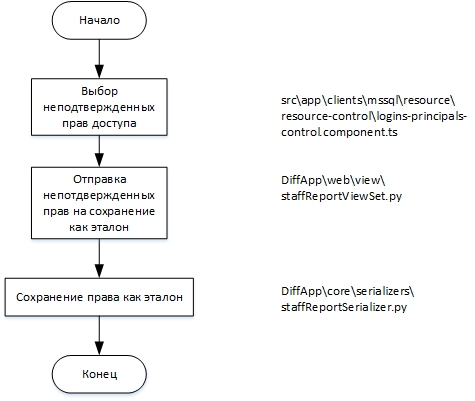 Начало
Выбор
неподтвержденных
прав доступа
src\app\clients\mssql\resource\
resource-control\logins-principals-
control.component.ts
Отправка
непотдвержденных
прав на сохранение
как эталон
DiffApp\web\view\
staffReportViewSet.py
Сохранение права как эталон
DiffApp\core\serializers\
staffReportSerializer.py
Конец